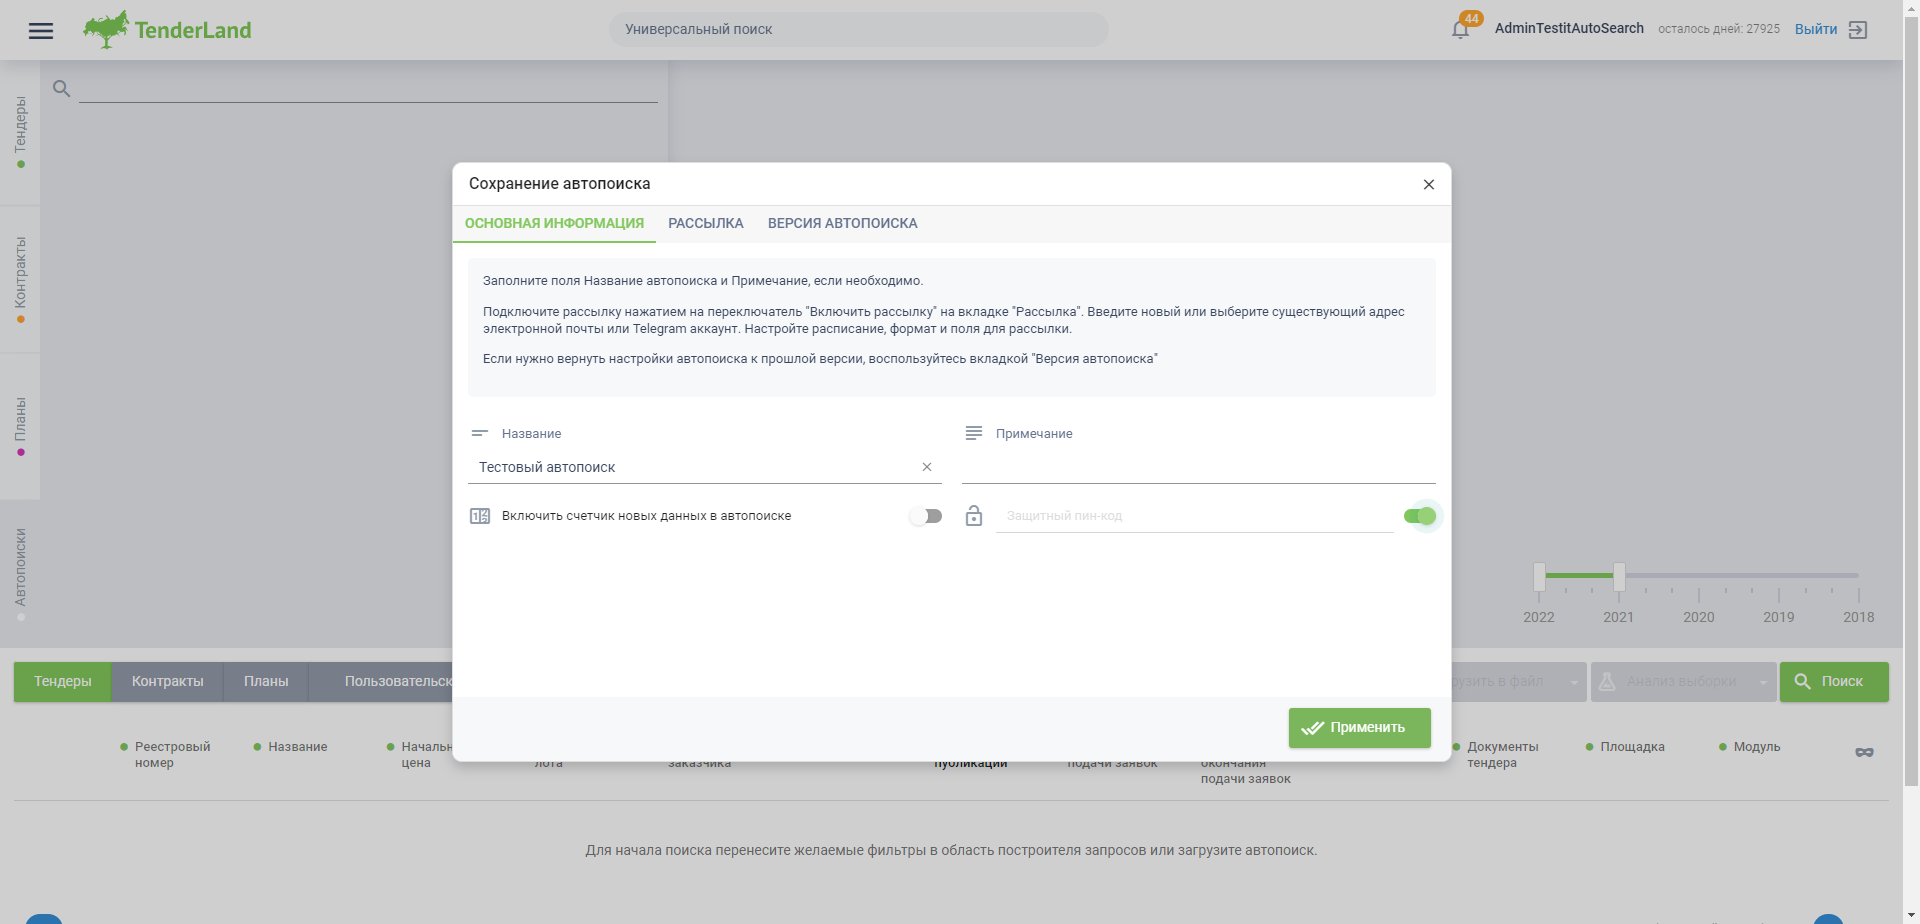 TenderLand
Универсальный поиск
44
AdminTestitAutoSearch
осталось дней: 27925
Выйти
Тендеры
Контракты
Планы
Автопоиски
Сохранение автопоиска
ОСНОВНАЯ ИНФОРМАЦИЯ
РАССЫЛКА
ВЕРСИЯ АВТОПОИСКА
Заполните поля Название автопоиска и Примечание, если необходимо.
Подключите рассылку нажатием на переключатель "Включить рассылку" на вкладке "Рассылка". Введите новый или выберите существующий адрес
электронной почты или Telegram аккаунт. Настройте расписание, формат и поля для рассылки.
Если нужно вернуть настройки автопоиска к прошлой версии, воспользуйтесь вкладкой "Версия автопоиска"
Название
Примечание
Тестовый автопоиск
Включить счетчик новых данных в автопоиске
Защитный пин-код
Применить
2022
2021
2020
2019
2018
Тендеры
Контракты
Планы
Пользовательск
рузить в файл
Анализ выборки
Поиск
Реестровый
номер
Название
Началь
цена
лота
заказчика
публикации
подачи заявок
окончания
подачи заявок
Документы
тендера
Площадка
Модуль
Для начала поиска перенесите желаемые фильтры в область построителя запросов или загрузите автопоиск.